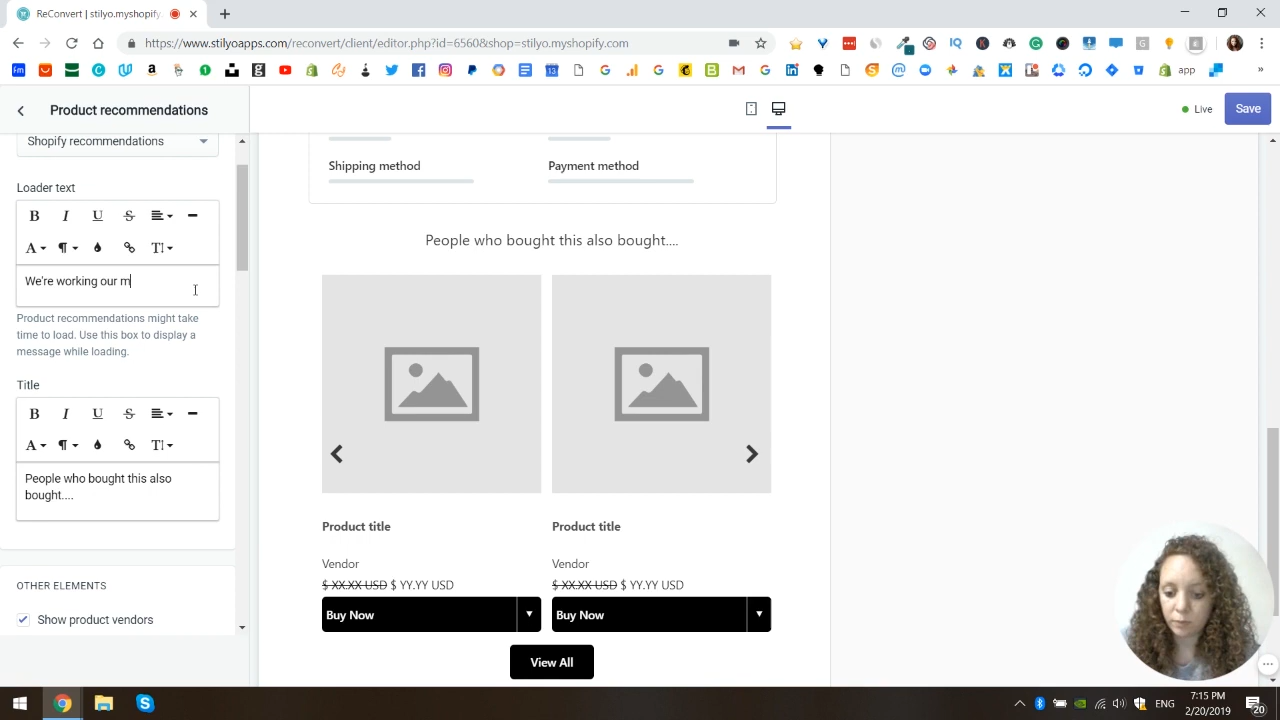 ReConvert | stilyo.myshopify.
https://www.stilyoapps.com/reconvert/client/editor.php?id=6560&shop=stilyo.myshopify.com
app
Product recommendations
Live
Save
Shopify recommendations
Loader text
We're working our m
Product recommendations might take
time to load. Use this box to display a
message while loading.
Title
People who bought this also
bought....
OTHER ELEMENTS
Show product vendors
Shipping method
Payment method
People who bought this also bought....
Product title
Product title
Vendor
Vendor
$ XX.XX USD $ YY.YY USD
$ XX.XX USD $ YY.YY USD
Buy Now
Buy Now
View All
ENG
7:15 PM
2/20/2019
20